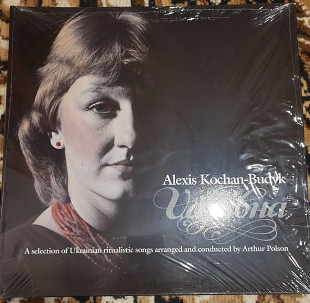 Alexis Kochan-Budyk
A selection of Ukrainian ritualistic songs arranged and conducted by Arthur Polson